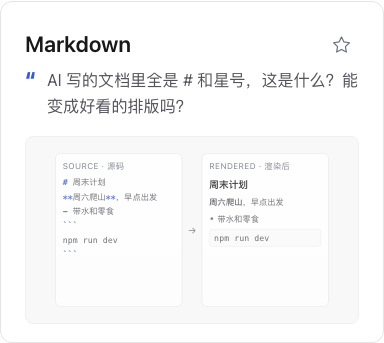 Markdown
“ AI 写的文档里全是 # 和星号，这是什么？能
变成好看的排版吗？
SOURCE · 源码
# 周末计划
**周六爬山**，早点出发
- 带水和零食
```
npm run dev
```
→
RENDERED · 渲染后
周末计划
周六爬山，早点出发
• 带水和零食
npm run dev